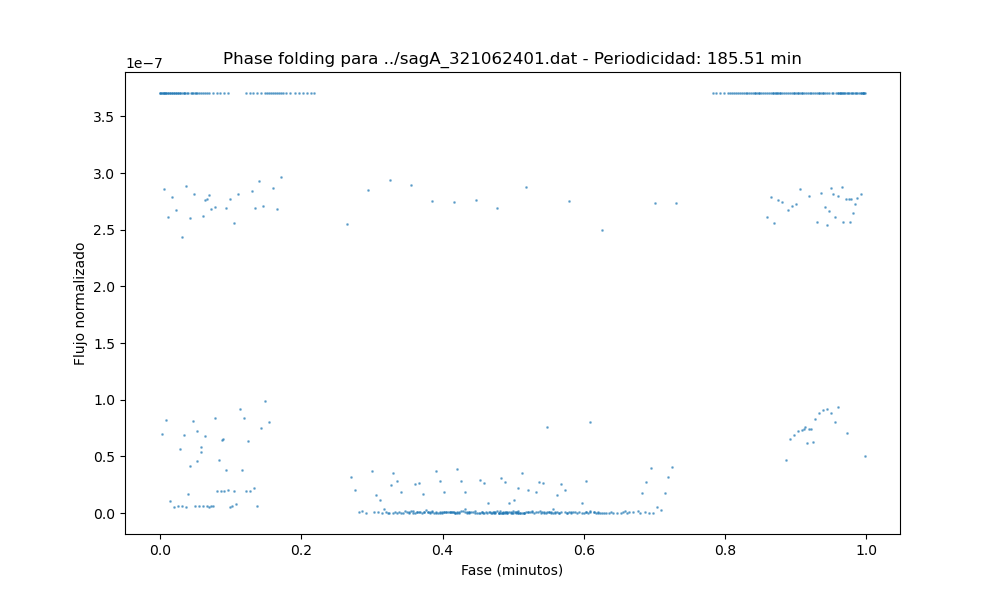 Phase folding para ../sagA_321062401.dat - Periodicidad: 185.51 min
1e−7
3.5
3.0
2.5
2.0
1.5
1.0
0.5
0.0
Flujo normalizado
0.0 0.2 0.4 0.6 0.8 1.0
Fase (minutos)